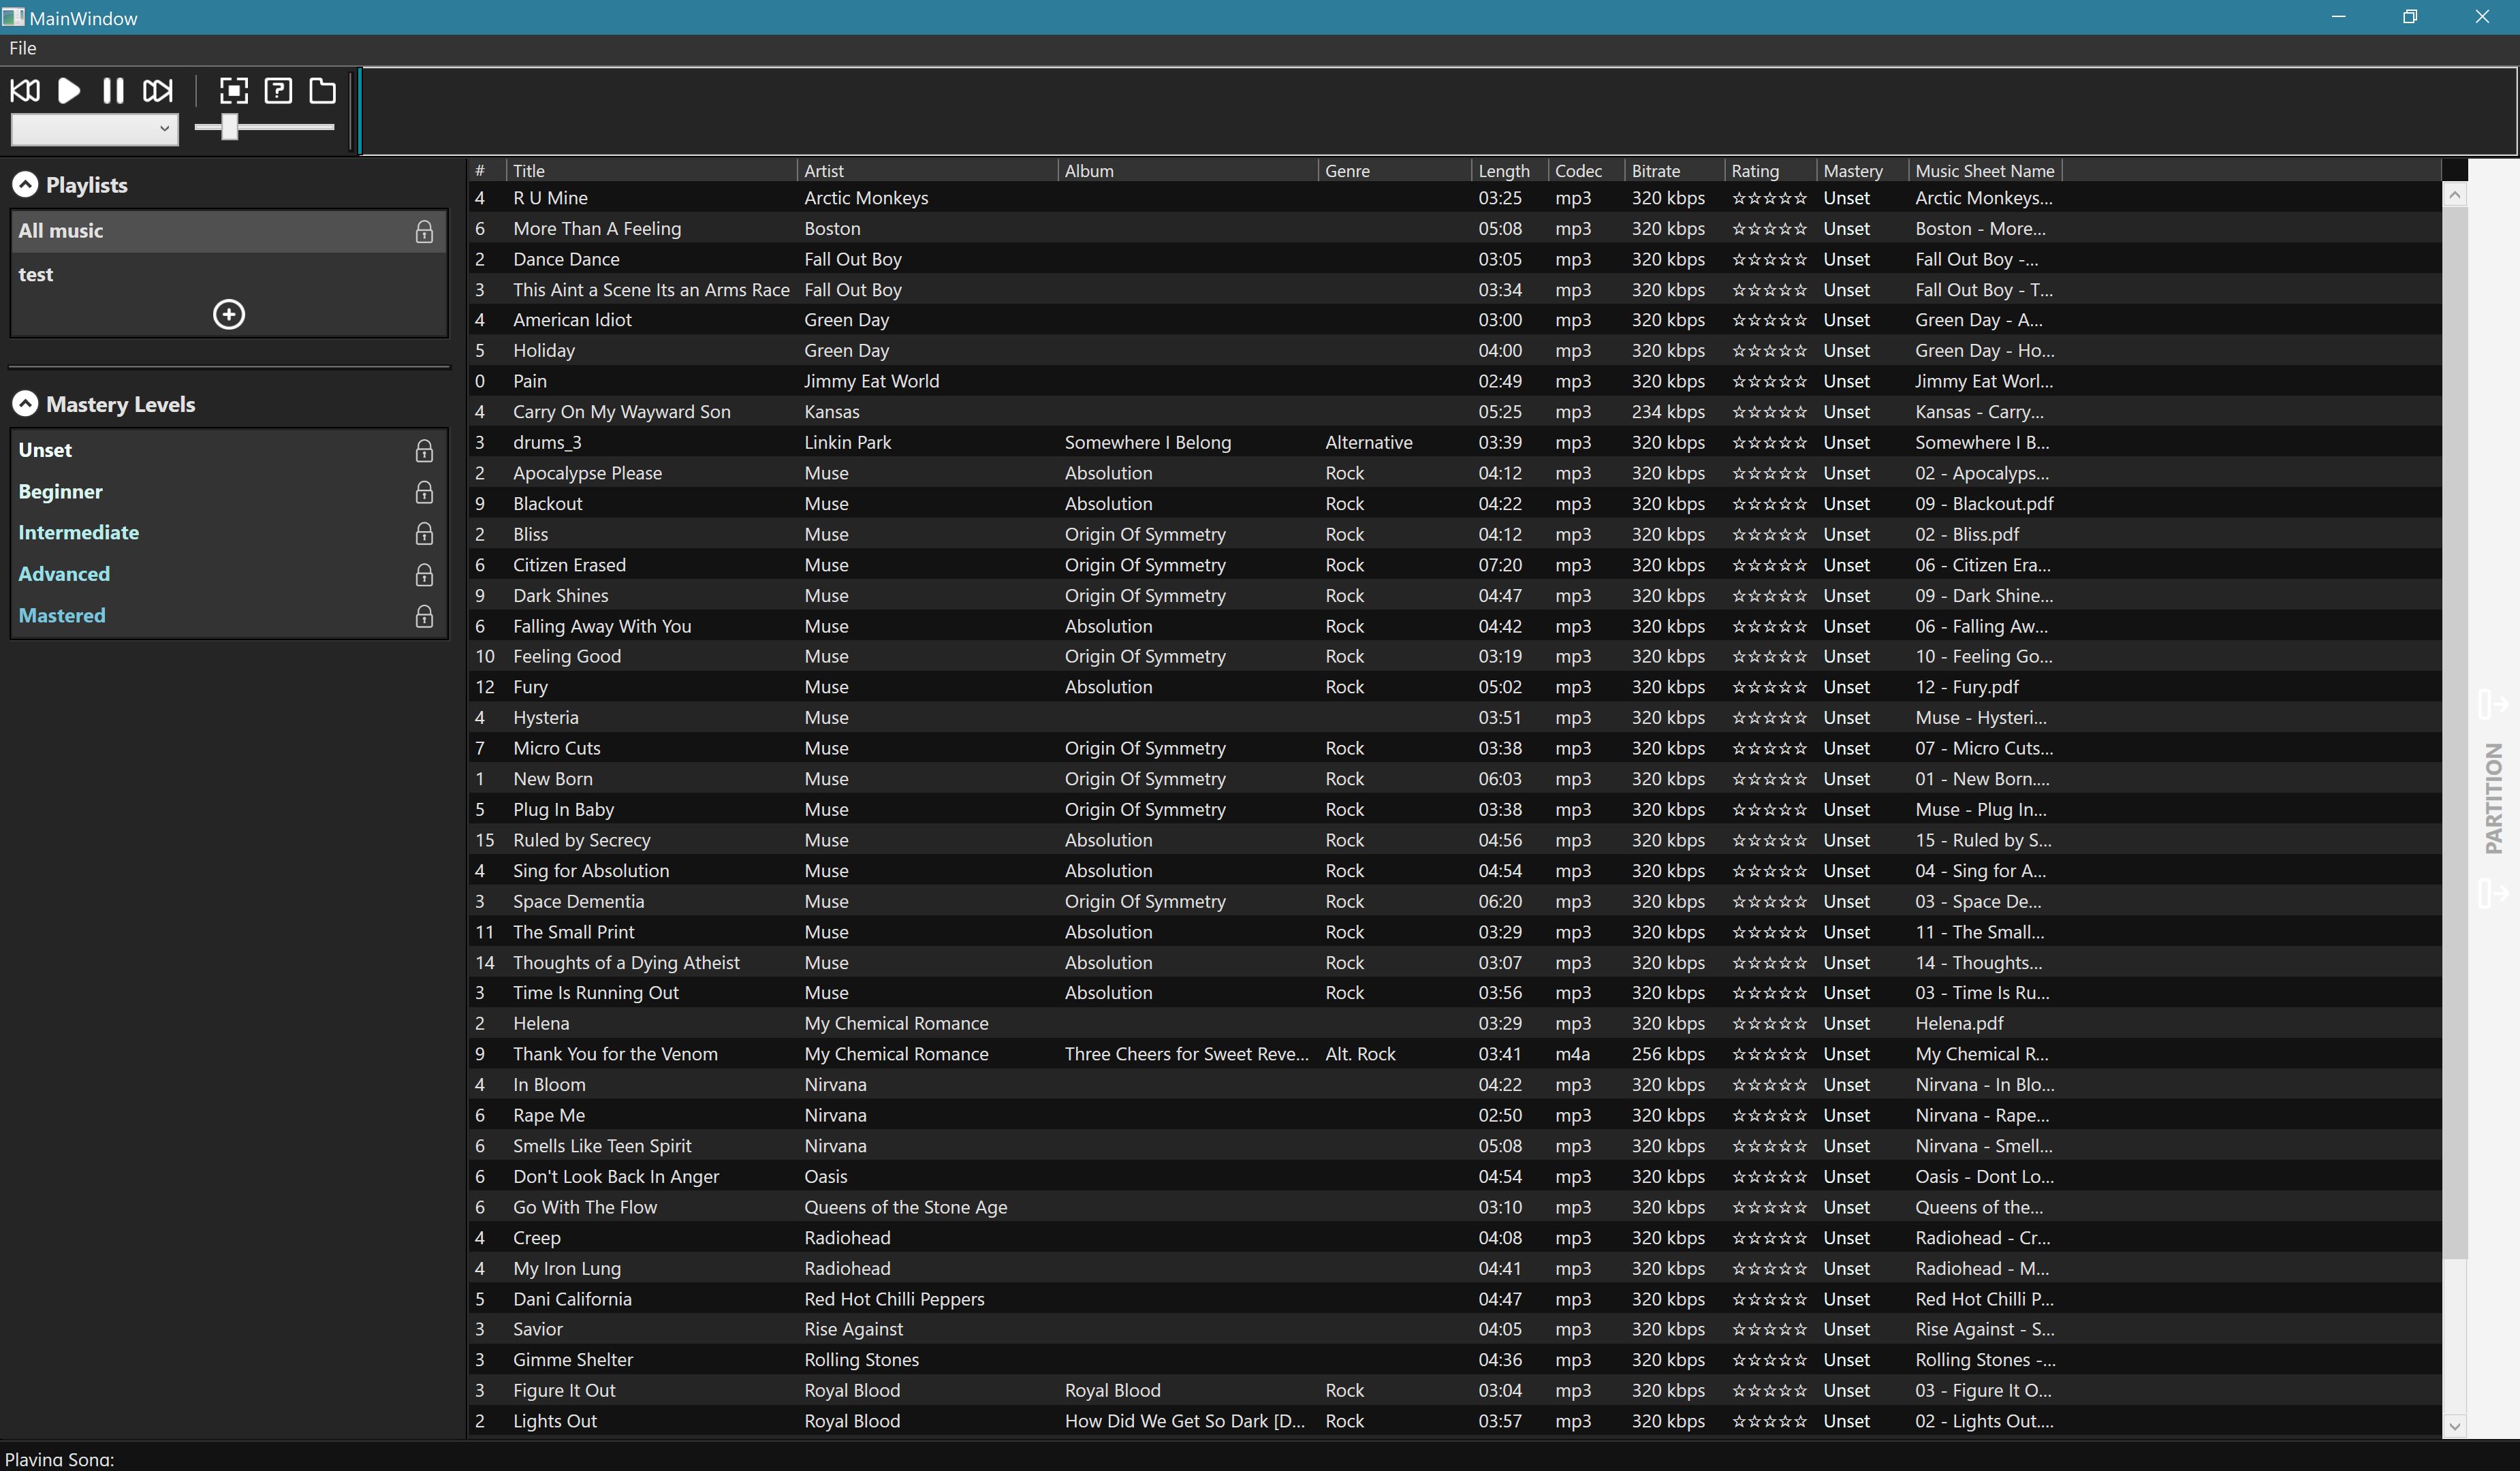 MainWindow
File
Playlists
All music
test
Mastery Levels
Unset
Beginner
Intermediate
Advanced
Mastered
# Title Artist Album Genre Length Codec Bitrate Rating Mastery Music Sheet Name
4 R U Mine Arctic Monkeys 03:25 mp3 320 kbps ☆☆☆☆☆ Unset Arctic Monkeys...
6 More Than A Feeling Boston 05:08 mp3 320 kbps ☆☆☆☆☆ Unset Boston - More...
2 Dance Dance Fall Out Boy 03:05 mp3 320 kbps ☆☆☆☆☆ Unset Fall Out Boy -...
3 This Aint a Scene Its an Arms Race Fall Out Boy 03:34 mp3 320 kbps ☆☆☆☆☆ Unset Fall Out Boy - T...
4 American Idiot Green Day 03:00 mp3 320 kbps ☆☆☆☆☆ Unset Green Day - A...
5 Holiday Green Day 04:00 mp3 320 kbps ☆☆☆☆☆ Unset Green Day - Ho...
0 Pain Jimmy Eat World 02:49 mp3 320 kbps ☆☆☆☆☆ Unset Jimmy Eat Worl...
4 Carry On My Wayward Son Kansas 05:25 mp3 234 kbps ☆☆☆☆☆ Unset Kansas - Carry...
3 drums_3 Linkin Park Somewhere I Belong Alternative 03:39 mp3 320 kbps ☆☆☆☆☆ Unset Somewhere I B...
2 Apocalypse Please Muse Absolution Rock 04:12 mp3 320 kbps ☆☆☆☆☆ Unset 02 - Apocalyps...
9 Blackout Muse Absolution Rock 04:22 mp3 320 kbps ☆☆☆☆☆ Unset 09 - Blackout.pdf
2 Bliss Muse Origin Of Symmetry Rock 04:12 mp3 320 kbps ☆☆☆☆☆ Unset 02 - Bliss.pdf
6 Citizen Erased Muse Origin Of Symmetry Rock 07:20 mp3 320 kbps ☆☆☆☆☆ Unset 06 - Citizen Era...
9 Dark Shines Muse Origin Of Symmetry Rock 04:47 mp3 320 kbps ☆☆☆☆☆ Unset 09 - Dark Shine...
6 Falling Away With You Muse Absolution Rock 04:42 mp3 320 kbps ☆☆☆☆☆ Unset 06 - Falling Aw...
10 Feeling Good Muse Origin Of Symmetry Rock 03:19 mp3 320 kbps ☆☆☆☆☆ Unset 10 - Feeling Go...
12 Fury Muse Absolution Rock 05:02 mp3 320 kbps ☆☆☆☆☆ Unset 12 - Fury.pdf
4 Hysteria Muse 03:51 mp3 320 kbps ☆☆☆☆☆ Unset Muse - Hysteri...
7 Micro Cuts Muse Origin Of Symmetry Rock 03:38 mp3 320 kbps ☆☆☆☆☆ Unset 07 - Micro Cuts...
1 New Born Muse Origin Of Symmetry Rock 06:03 mp3 320 kbps ☆☆☆☆☆ Unset 01 - New Born....
5 Plug In Baby Muse Origin Of Symmetry Rock 03:38 mp3 320 kbps ☆☆☆☆☆ Unset Muse - Plug In...
15 Ruled by Secrecy Muse Absolution Rock 04:56 mp3 320 kbps ☆☆☆☆☆ Unset 15 - Ruled by S...
4 Sing for Absolution Muse Absolution Rock 04:54 mp3 320 kbps ☆☆☆☆☆ Unset 04 - Sing for A...
3 Space Dementia Muse Origin Of Symmetry Rock 06:20 mp3 320 kbps ☆☆☆☆☆ Unset 03 - Space De...
11 The Small Print Muse Absolution Rock 03:29 mp3 320 kbps ☆☆☆☆☆ Unset 11 - The Small...
14 Thoughts of a Dying Atheist Muse Absolution Rock 03:07 mp3 320 kbps ☆☆☆☆☆ Unset 14 - Thoughts...
3 Time Is Running Out Muse Absolution Rock 03:56 mp3 320 kbps ☆☆☆☆☆ Unset 03 - Time Is Ru...
2 Helena My Chemical Romance 03:29 mp3 320 kbps ☆☆☆☆☆ Unset Helena.pdf
9 Thank You for the Venom My Chemical Romance Three Cheers for Sweet Reve... Alt. Rock 03:41 m4a 256 kbps ☆☆☆☆☆ Unset My Chemical R...
4 In Bloom Nirvana 04:22 mp3 320 kbps ☆☆☆☆☆ Unset Nirvana - In Blo...
6 Rape Me Nirvana 02:50 mp3 320 kbps ☆☆☆☆☆ Unset Nirvana - Rape...
6 Smells Like Teen Spirit Nirvana 05:08 mp3 320 kbps ☆☆☆☆☆ Unset Nirvana - Smell...
6 Don't Look Back In Anger Oasis 04:54 mp3 320 kbps ☆☆☆☆☆ Unset Oasis - Dont Lo...
6 Go With The Flow Queens of the Stone Age 03:10 mp3 320 kbps ☆☆☆☆☆ Unset Queens of the...
4 Creep Radiohead 04:08 mp3 320 kbps ☆☆☆☆☆ Unset Radiohead - Cr...
4 My Iron Lung Radiohead 04:41 mp3 320 kbps ☆☆☆☆☆ Unset Radiohead - M...
5 Dani California Red Hot Chilli Peppers 04:47 mp3 320 kbps ☆☆☆☆☆ Unset Red Hot Chilli P...
3 Savior Rise Against 04:05 mp3 320 kbps ☆☆☆☆☆ Unset Rise Against - S...
3 Gimme Shelter Rolling Stones 04:36 mp3 320 kbps ☆☆☆☆☆ Unset Rolling Stones -...
3 Figure It Out Royal Blood Royal Blood Rock 03:04 mp3 320 kbps ☆☆☆☆☆ Unset 03 - Figure It O...
2 Lights Out Royal Blood How Did We Get So Dark [D... Rock 03:57 mp3 320 kbps ☆☆☆☆☆ Unset 02 - Lights Out....
PARTITION
Playing Song: